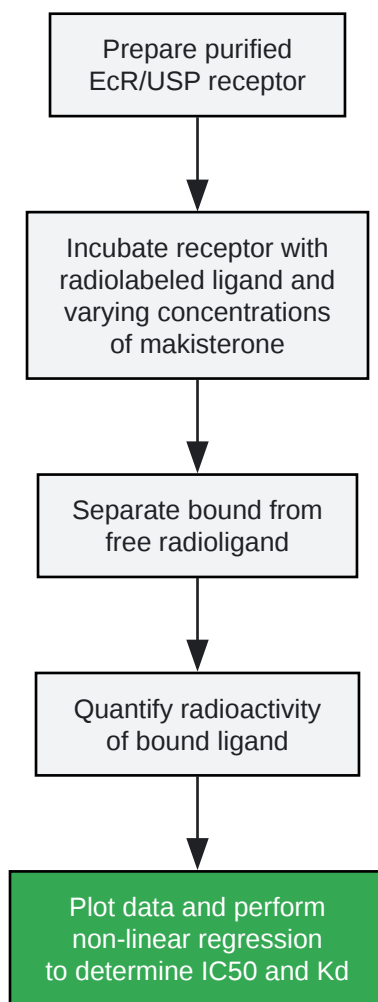 Prepare purified
EcR/USP receptor
Incubate receptor with
radiolabeled ligand and
varying concentrations
of makisterone
Separate bound from
free radioligand
Quantify radioactivity
of bound ligand
Plot data and perform
non-linear regression
to determine IC50 and Kd